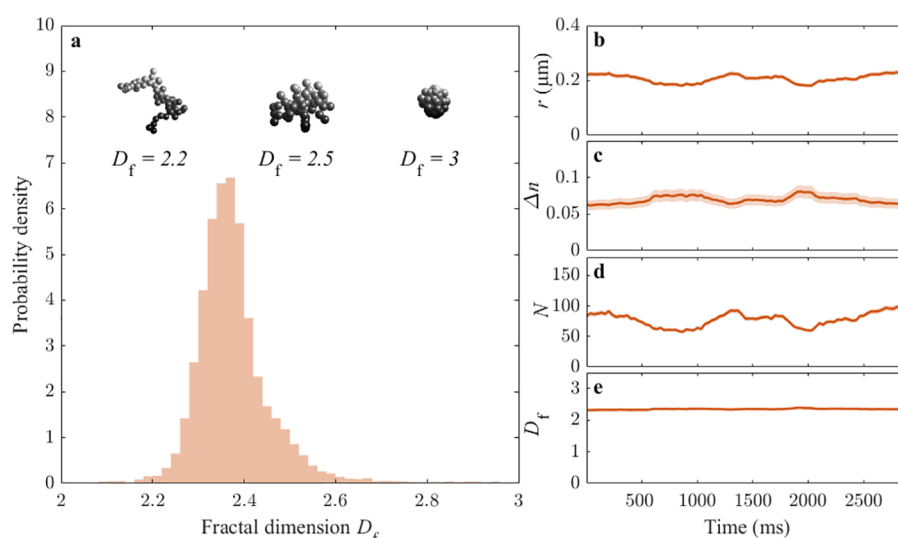 a
D_f = 2.2
D_f = 2.5
D_f = 3
Probability density
10
9
8
7
6
5
4
3
2
1
0
2
2.2
2.4
2.6
2.8
3
Fractal dimension D_f
b
r (μm)
0.4
0.2
0
c
Δn
0.1
0.05
0
d
N
150
100
50
0
e
D_f
3
2
1
0
500
1000
1500
2000
2500
Time (ms)